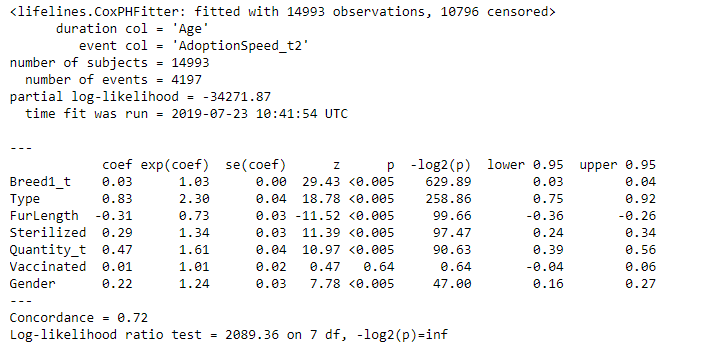 <lifelines.CoxPHFitter: fitted with 14993 observations, 10796 censored>
duration col = 'Age'
event col = 'AdoptionSpeed_t2'
number of subjects = 14993
number of events = 4197
partial log-likelihood = -34271.87
time fit was run = 2019-07-23 10:41:54 UTC
---
coef exp(coef) se(coef) z p -log2(p) lower 0.95 upper 0.95
Breed1_t 0.03 1.03 0.00 29.43 <0.005 629.89 0.03 0.04
Type 0.83 2.30 0.04 18.78 <0.005 258.86 0.75 0.92
FurLength -0.31 0.73 0.03 -11.52 <0.005 99.66 -0.36 -0.26
Sterilized 0.29 1.34 0.03 11.39 <0.005 97.47 0.24 0.34
Quantity_t 0.47 1.61 0.04 10.97 <0.005 90.63 0.39 0.56
Vaccinated 0.01 1.01 0.02 0.47 0.64 0.64 -0.04 0.06
Gender 0.22 1.24 0.03 7.78 <0.005 47.00 0.16 0.27
---
Concordance = 0.72
Log-likelihood ratio test = 2089.36 on 7 df, -log2(p)=inf